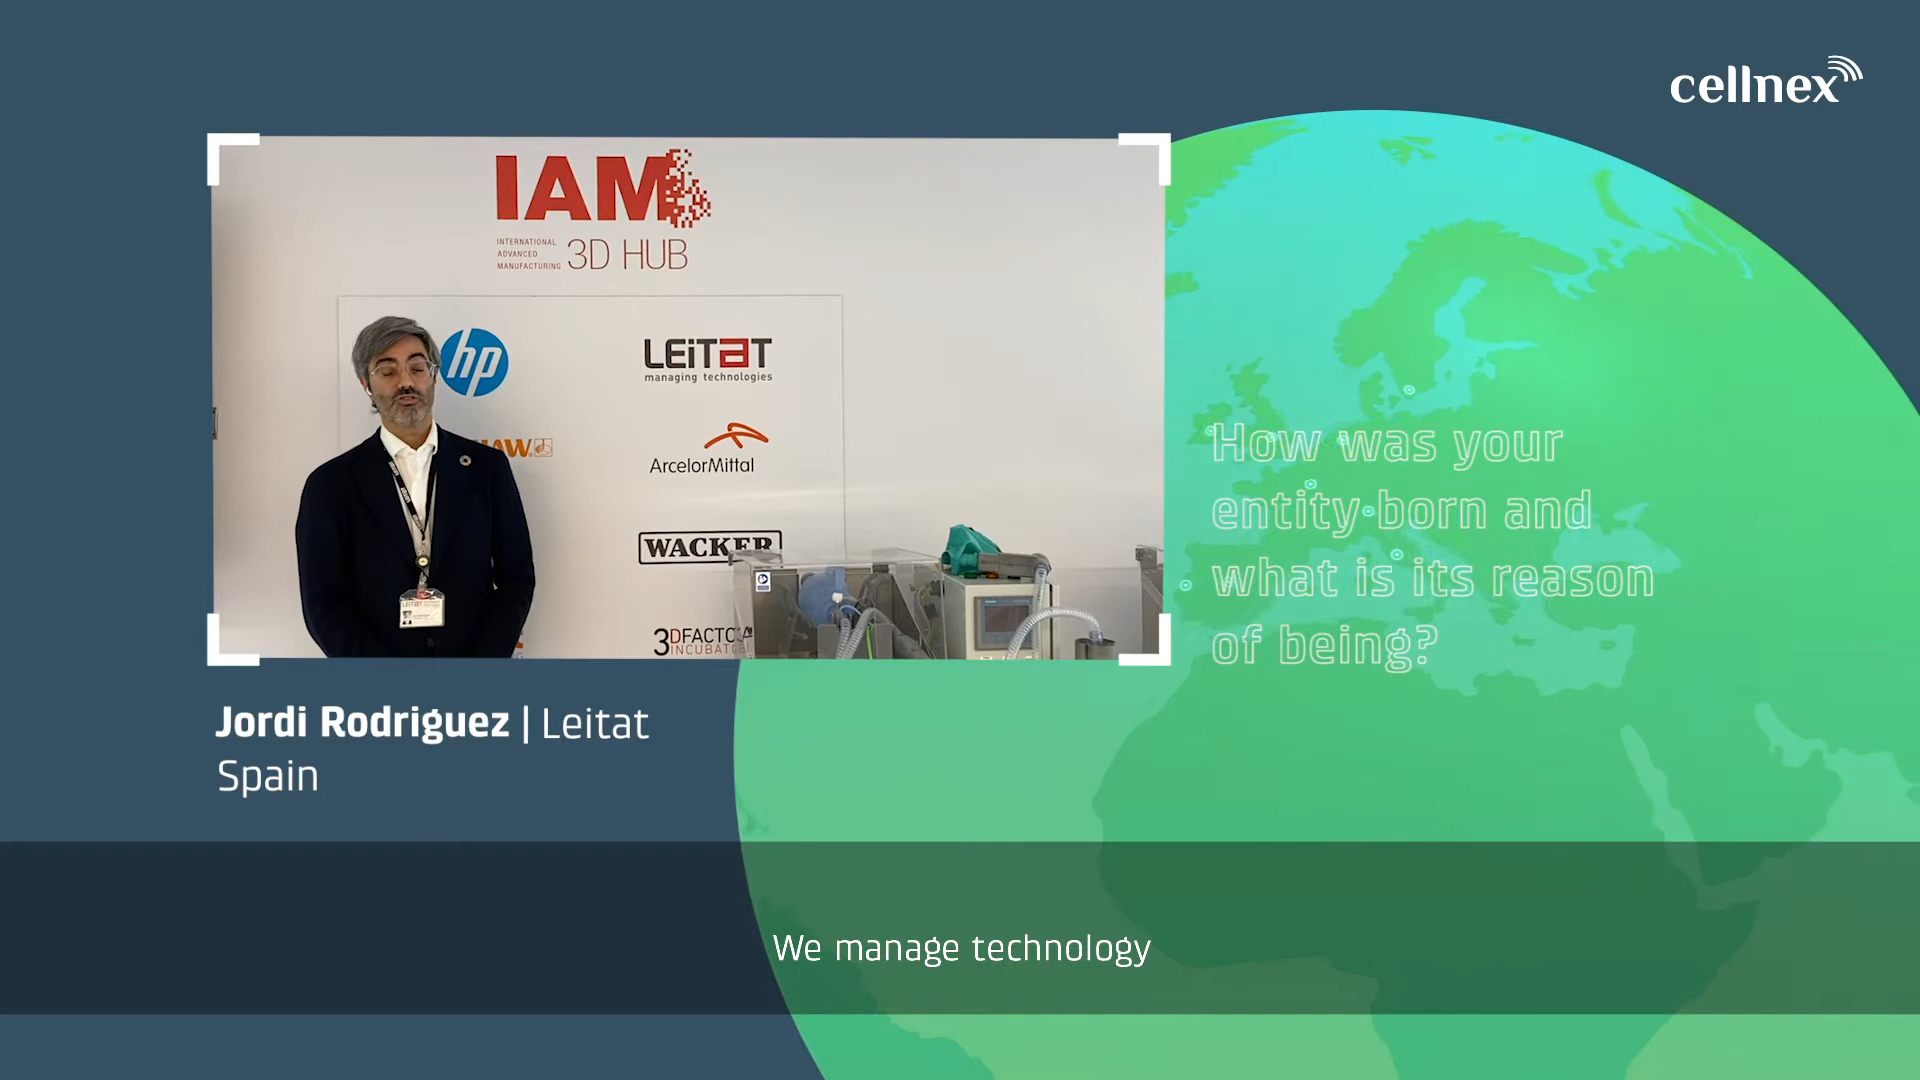 cellnex
IAM
INTERNATIONAL
ADVANCED
MANUFACTURING
3D HUB
hp
LEiTaT
managing technologies
ArcelorMittal
WACKER
3DFACTO
INCUBATO
LEiTaT
How was your
entity born and
what is its reason
of being?
Jordi Rodriguez | Leitat
Spain
We manage technology